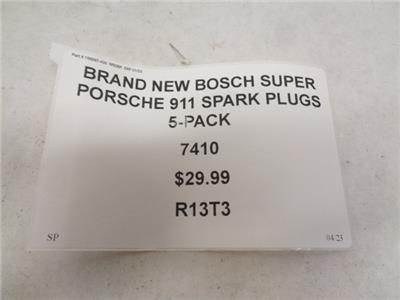 BRAND NEW BOSCH SUPER
PORSCHE 911 SPARK PLUGS
5-PACK
7410
$29.99
R13T3
SP 04/23